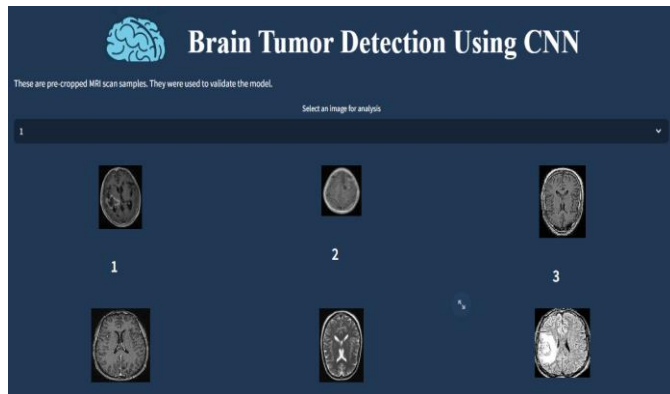 Brain Tumor Detection Using CNN
These are pre-cropped MRI scan samples. They were used to validate the model.
Select an image for analysis
1
1
2
3